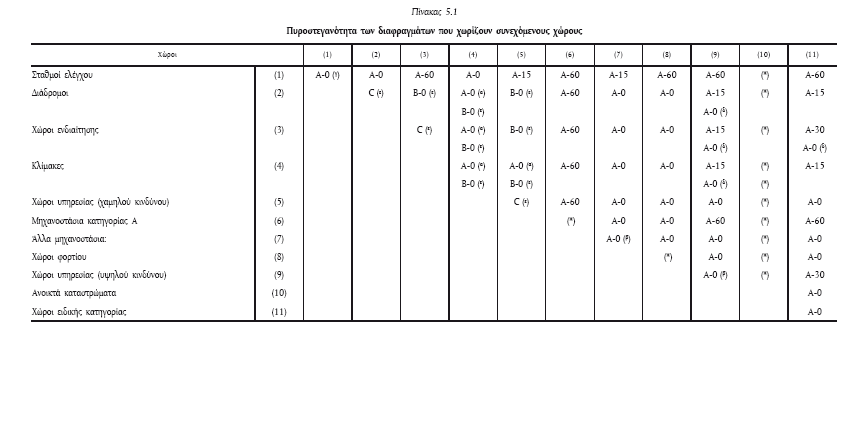 Πίνακας 5.1
Πυροστεγανότητα των διαφραγμάτων που χωρίζουν συνεχόμενους χώρους
Χώροι (1) (2) (3) (4) (5) (6) (7) (8) (9) (10) (11)
Σταθμοί ελέγχου (1) A-0 (γ) A-0 A-60 A-0 A-15 A-60 A-15 A-60 A-60 (*) A-60
Διάδρομοι (2) C (ε) B-0 (ε) A-0 (α) B-0 (ε) A-60 A-0 A-0 A-15 (*) A-15
B-0 (ε) A-0 (δ)
Χώροι ενδιαίτησης (3) C (ε) A-0 (α) B-0 (ε) A-60 A-0 A-0 A-15 (*) A-30
B-0 (ε) A-0 (δ) A-0 (δ)
Κλίμακες (4) A-0 (α) A-0 (α) A-60 A-0 A-0 A-15 (*) A-15
B-0 (ε) B-0 (ε) A-0 (δ) (*)
Χώροι υπηρεσίας (χαμηλού κινδύνου) (5) C (ε) A-60 A-0 A-0 A-0 (*) A-0
Μηχανοστάσια κατηγορίας Α (6) (*) A-0 A-0 A-60 (*) A-60
Άλλα μηχανοστάσια: (7) A-0 (β) A-0 A-0 (*) A-0
Χώροι φορτίου (8) (*) A-0 (*) A-0
Χώροι υπηρεσίας (υψηλού κινδύνου) (9) A-0 (β) (*) A-30
Ανοικτά καταστρώματα (10) A-0
Χώροι ειδικής κατηγορίας (11) A-0